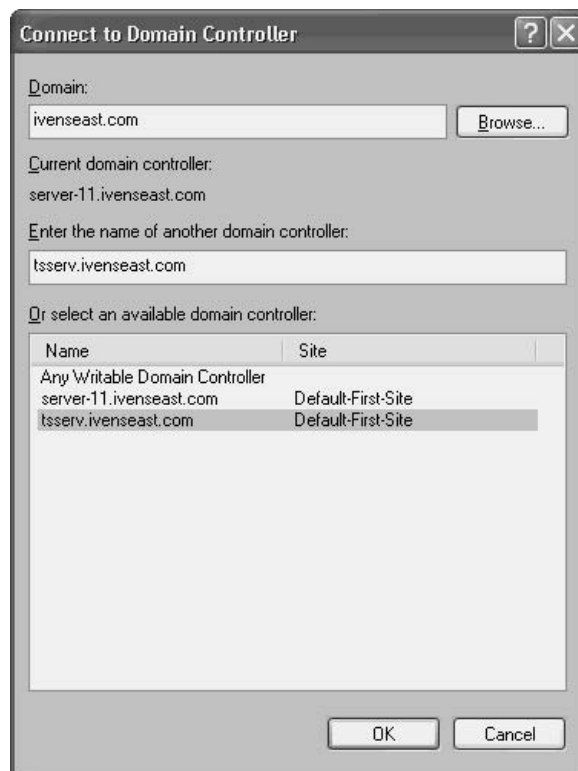 Connect to Domain Controller
?
Domain:
ivenseast.com
Browse...
Current domain controller:
server-11.ivenseast.com
Enter the name of another domain controller:
tsserv.ivenseast.com
Or select an available domain controller:
Name Site
Any Writable Domain Controller
server-11.ivenseast.com Default-First-Site
tsserv.ivenseast.com Default-First-Site
OK Cancel